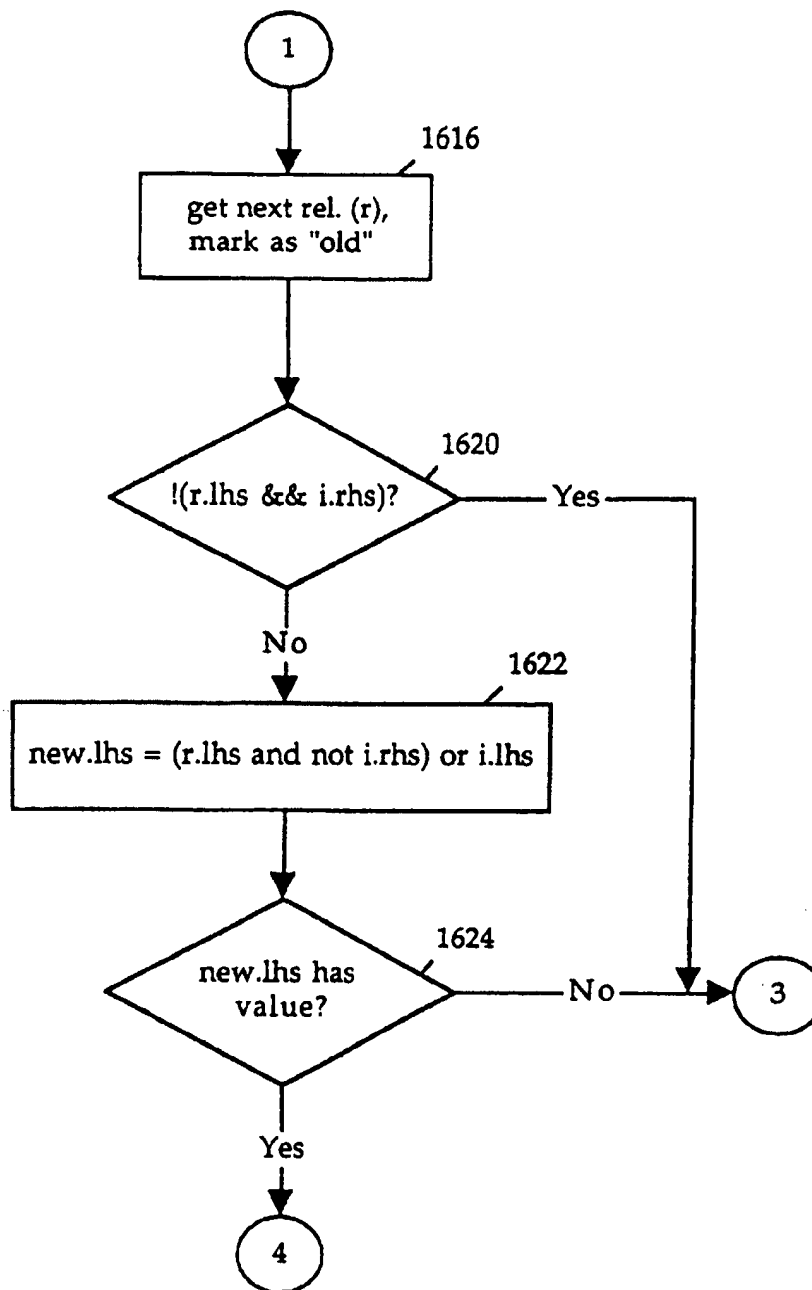 1
1616
get next rel. (r),
mark as "old"
1620
!(r.lhs && i.rhs)?
Yes
No
1622
new.lhs = (r.lhs and not i.rhs) or i.lhs
1624
new.lhs has
value?
No
3
Yes
4